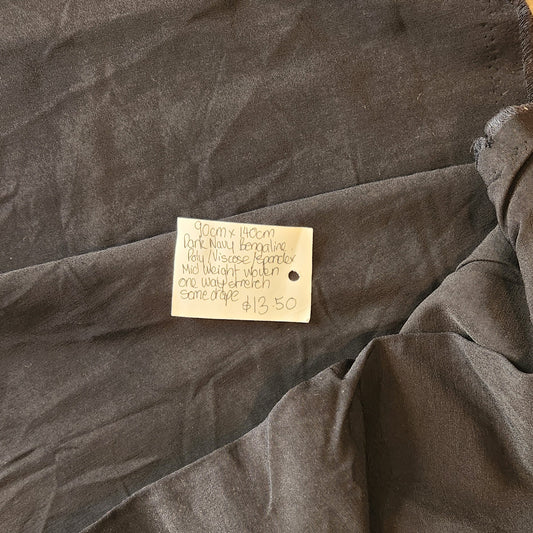 90cm x 140cm
Dark Navy Bengaline.
Poly/Viscose/Spandex
Mid Weight woven
one way stretch
some drape
$13.50